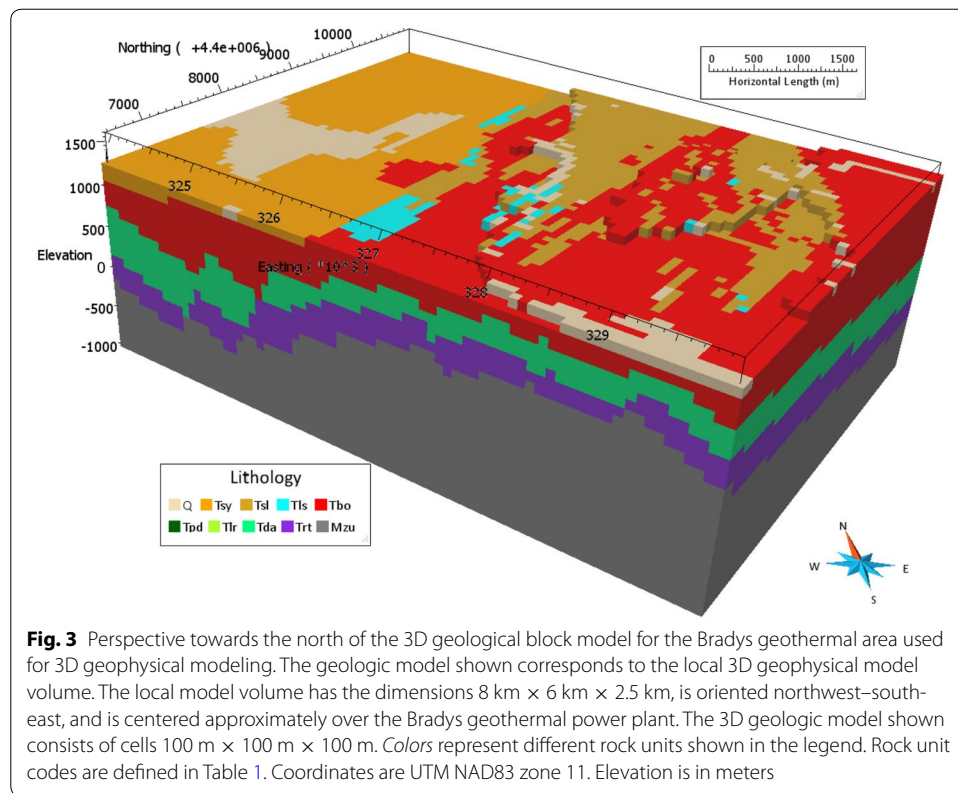 10000
Northing ( +4.4e+006 )
9000
8000
7000
0 500 1000 1500
Horizontal Length (m)
1500
1000
500
Elevation
0
-500
-1000
325
326
327
Easting ( "10^3 )
328
329
Lithology
Q Tsy Tsl Tls Tbo
Tpd Tlr Tda Trt Mzu
N
W E
S
Fig. 3 Perspective towards the north of the 3D geological block model for the Bradys geothermal area used
for 3D geophysical modeling. The geologic model shown corresponds to the local 3D geophysical model
volume. The local model volume has the dimensions 8 km × 6 km × 2.5 km, is oriented northwest–south-
east, and is centered approximately over the Bradys geothermal power plant. The 3D geologic model shown
consists of cells 100 m × 100 m × 100 m. Colors represent different rock units shown in the legend. Rock unit
codes are defined in Table 1. Coordinates are UTM NAD83 zone 11. Elevation is in meters